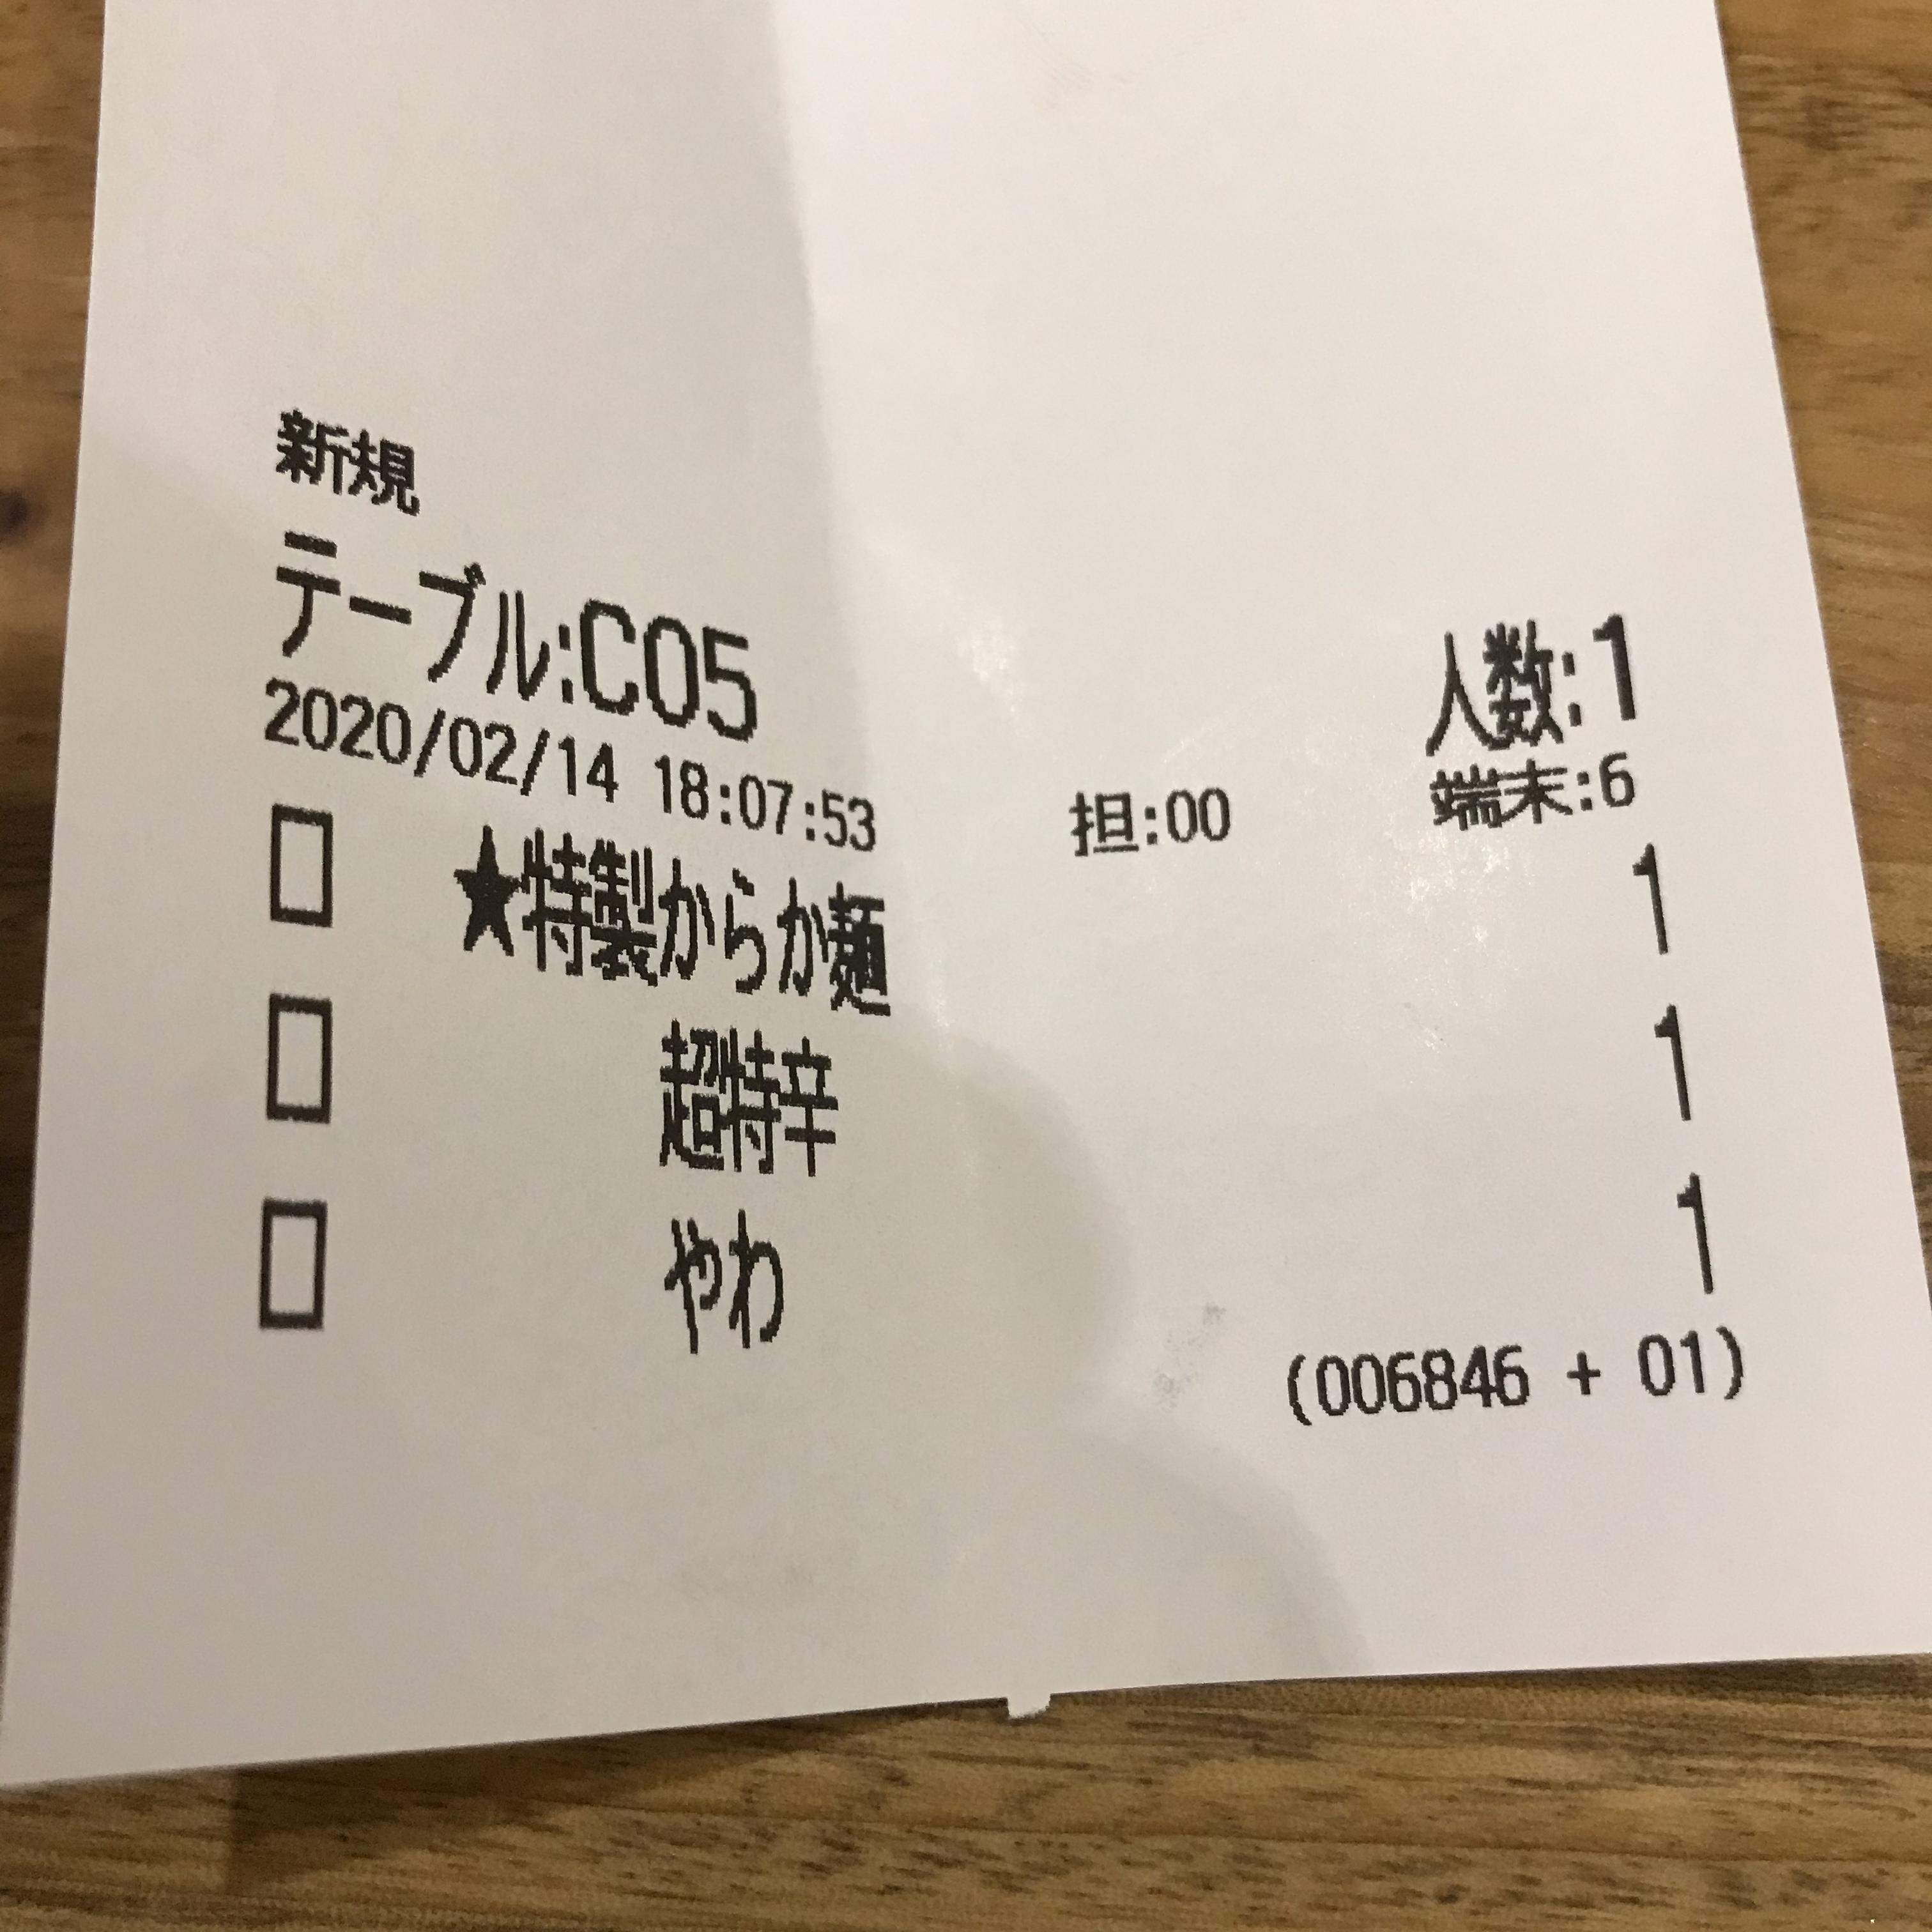 新規
テーブル:C05 人数:1
2020/02/14 18:07:53 担:00 端末:6
□ ★特製からか麺 1
□ 超特辛 1
□ やわ 1
(006846 + 01)